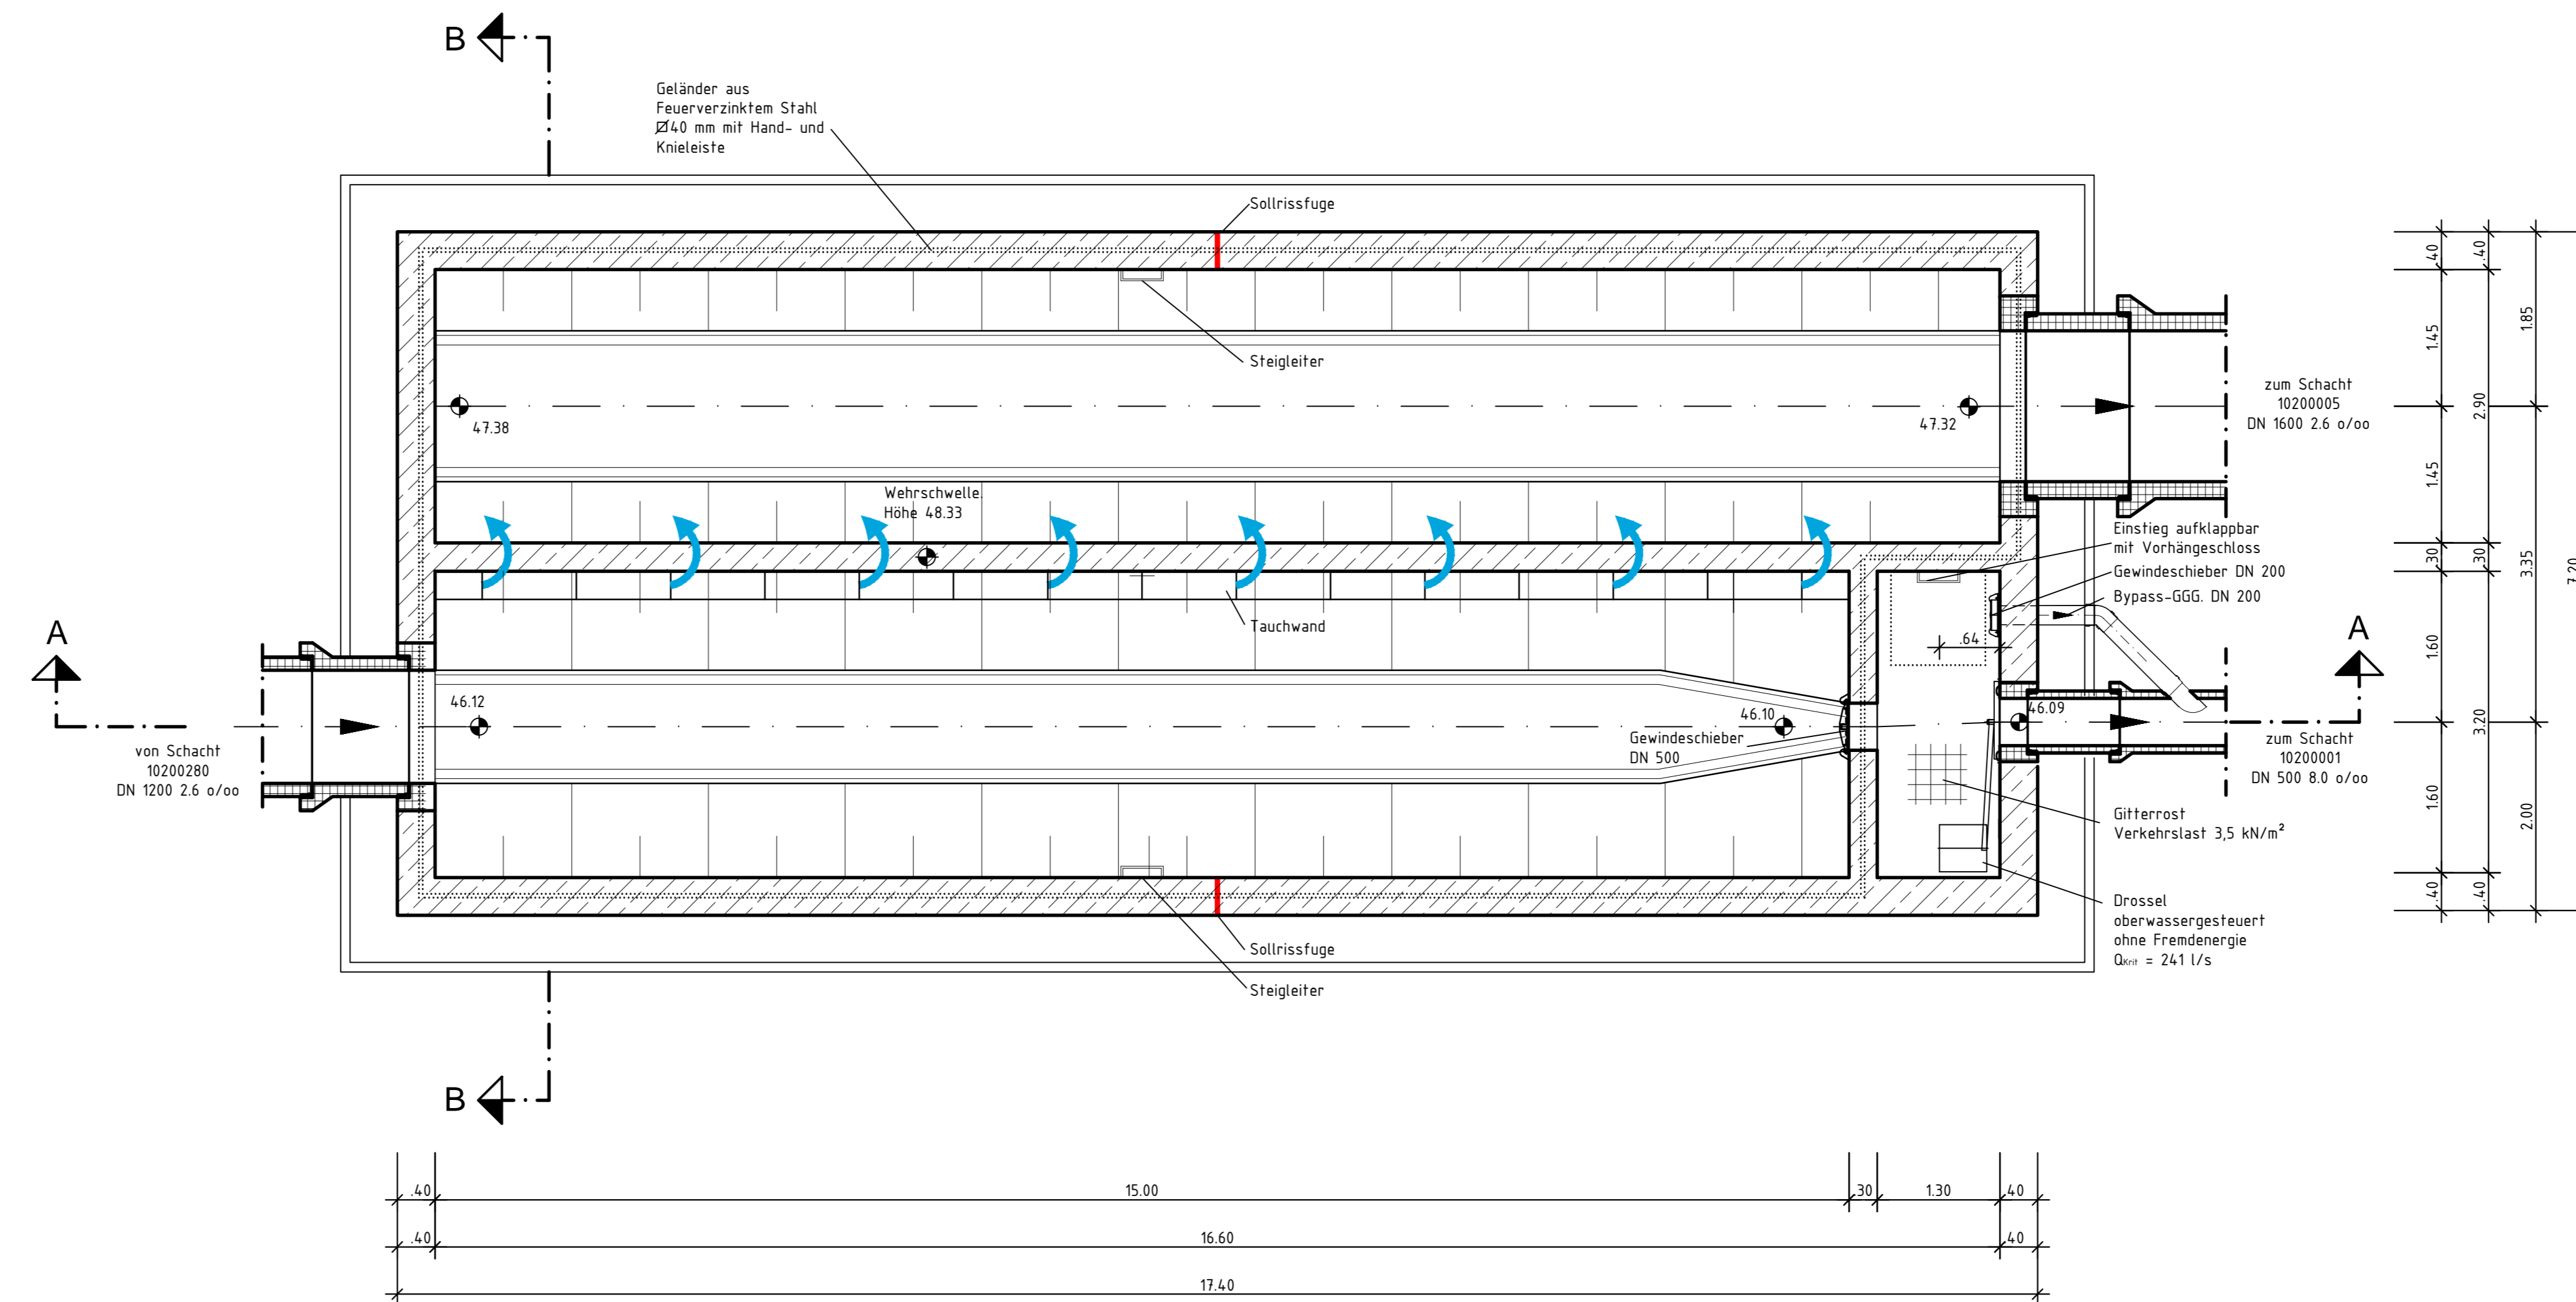 B
Geländer aus
Feuerverzinktem Stahl
40 mm mit Hand- und
Knieleiste
Sollrissfuge
Steigleiter
47.38
47.32
zum Schacht
10200005
DN 1600 2.6 o/oo
Wehrschwelle.
Höhe 48.33
Einstieg aufklappbar
mit Vorhängeschloss
Gewindeschieber DN 200
Bypass-GGG. DN 200
Tauchwand
.64
A
A
46.12
46.10
46.09
Gewindeschieber
DN 500
von Schacht
10200280
DN 1200 2.6 o/oo
zum Schacht
10200001
DN 500 8.0 o/oo
Gitterrost
Verkehrslast 3,5 kN/m²
Drossel
oberwassergesteuert
ohne Fremdenergie
QKrit = 241 l/s
Sollrissfuge
Steigleiter
B
.40
1.45
1.45
.30
1.60
1.60
.40
.40
2.90
.30
3.20
.40
1.85
3.35
2.00
7.20
.40
15.00
.30
1.30
.40
.40
16.60
.40
17.40